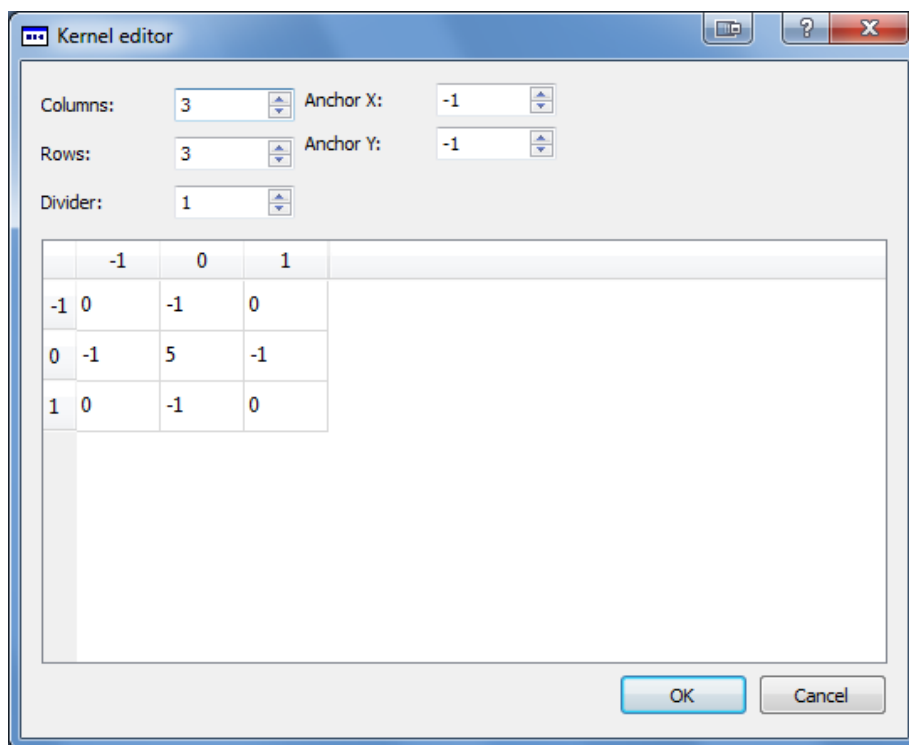 Kernel editor
Columns: 3 Anchor X: -1
Rows: 3 Anchor Y: -1
Divider: 1
-1 0 1
-1 0 -1 0
0 -1 5 -1
1 0 -1 0
OK Cancel